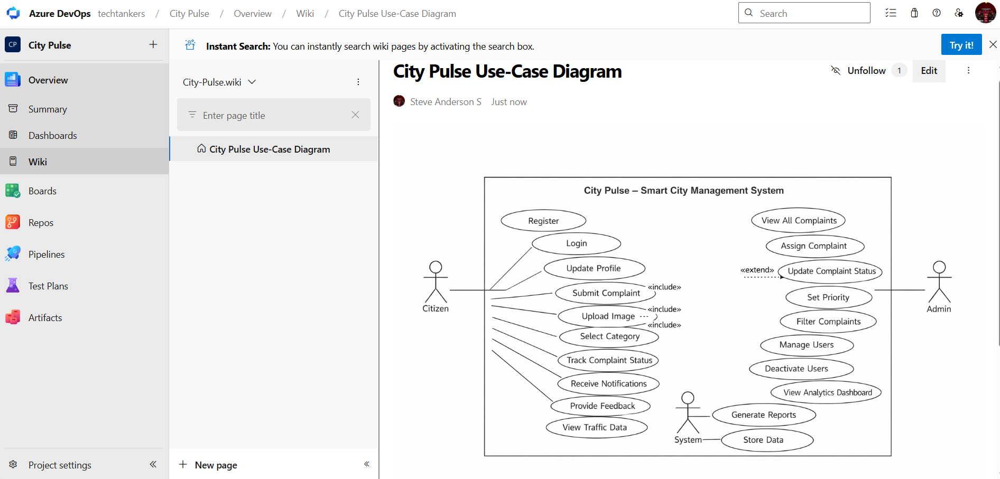 Azure DevOps techtankers / City Pulse / Overview / Wiki / City Pulse Use-Case Diagram
Search
CP City Pulse
Instant Search: You can instantly search wiki pages by activating the search box.
Try it!
Overview
Summary
Dashboards
Wiki
Boards
Repos
Pipelines
Test Plans
Artifacts
Project settings
City-Pulse.wiki
Enter page title
City Pulse Use-Case Diagram
New page
City Pulse Use-Case Diagram
Unfollow 1 Edit
Steve Anderson S Just now
City Pulse – Smart City Management System
Register
Login
Update Profile
Submit Complaint
«include»
Upload Image
«include»
«include»
Select Category
Track Complaint Status
Receive Notifications
Provide Feedback
View Traffic Data
Citizen
View All Complaints
Assign Complaint
«extend»
Update Complaint Status
Set Priority
Filter Complaints
Manage Users
Deactivate Users
View Analytics Dashboard
Generate Reports
Store Data
System
Admin